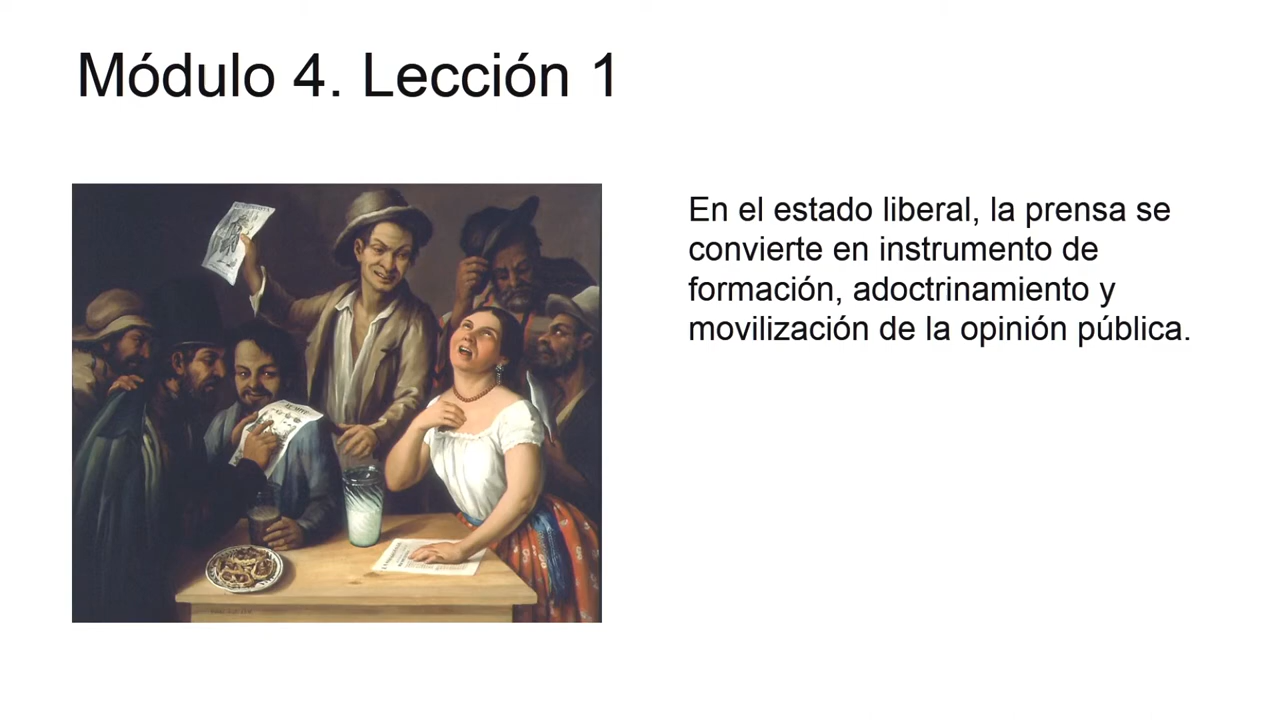 Módulo 4. Lección 1
En el estado liberal, la prensa se
convierte en instrumento de
formación, adoctrinamiento y
movilización de la opinión pública.